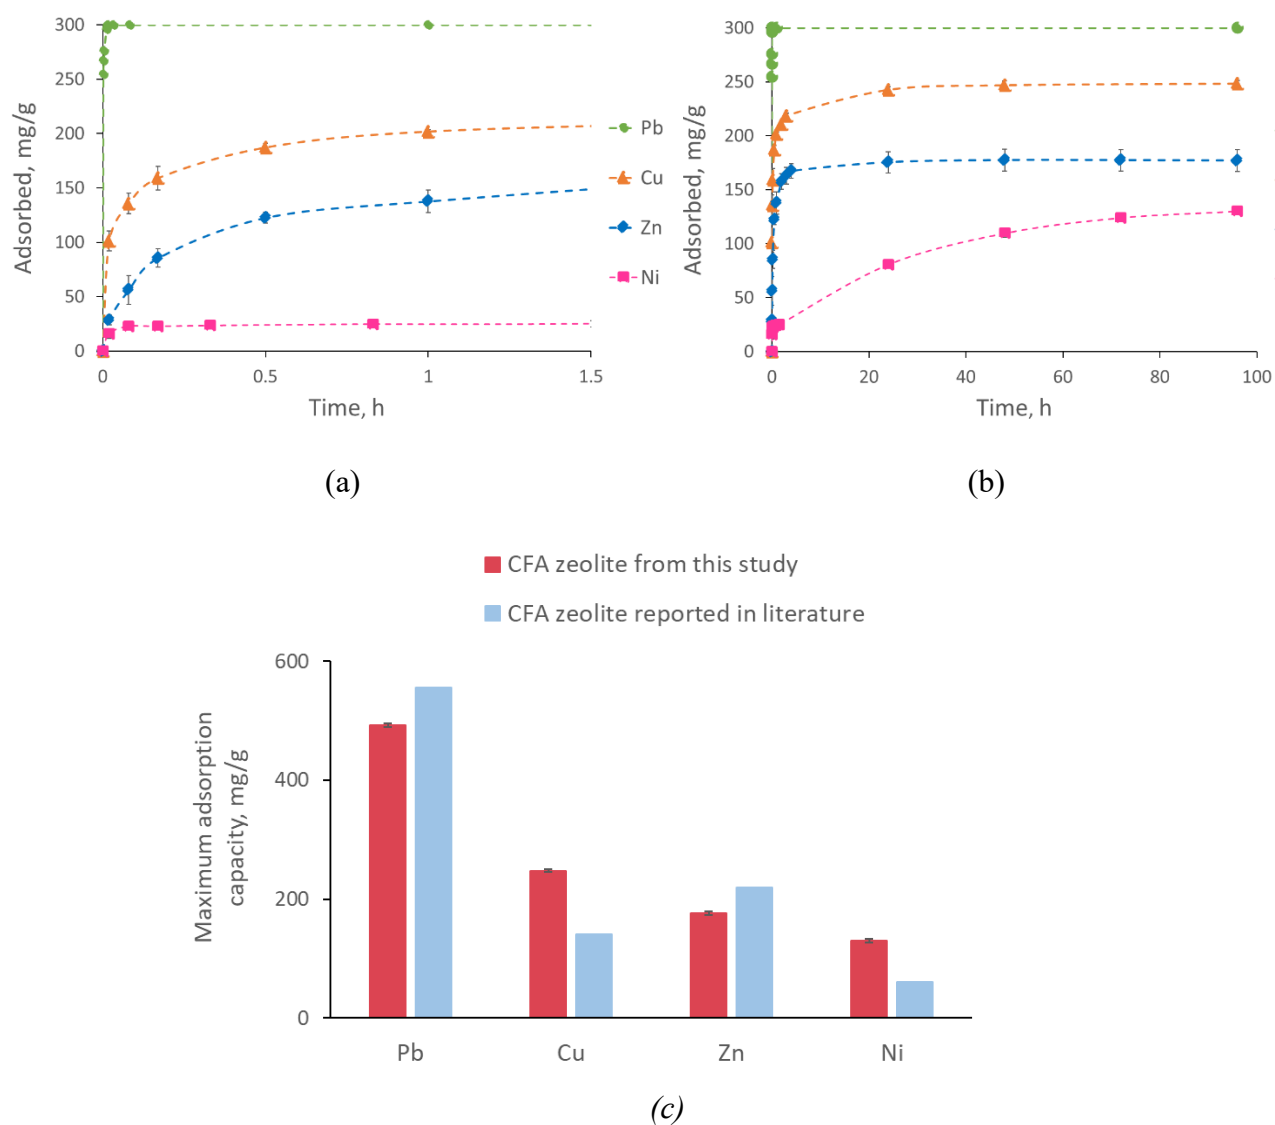 Adsorbed, mg/g
300
250
200
150
100
50
0
0
0.5
1
1.5
Time, h
Pb
Cu
Zn
Ni
(a)
Adsorbed, mg/g
300
250
200
150
100
50
0
0
20
40
60
80
100
Time, h
(b)
CFA zeolite from this study
CFA zeolite reported in literature
Maximum adsorption
capacity, mg/g
600
400
200
0
Pb
Cu
Zn
Ni
(c)